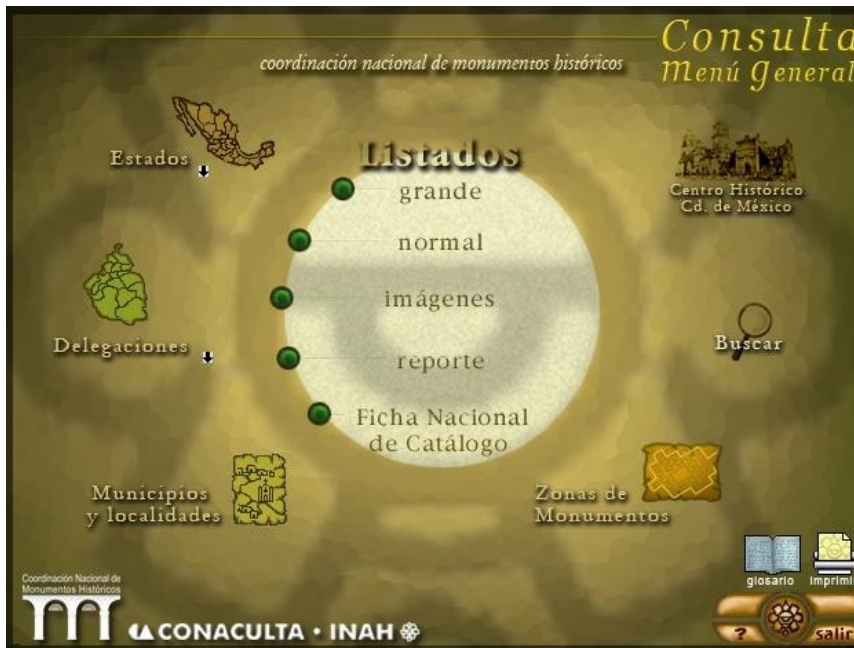 Consulta
Menú General
coordinación nacional de monumentos históricos
Estados
Listados
grande
normal
imágenes
reporte
Ficha Nacional
de Catálogo
Centro Histórico
Cd. de México
Delegaciones
Buscar
Municipios
y localidades
Zonas de
Monumentos
glosario
imprimi
Coordinación Nacional de
Monumentos Históricos
CONACULTA • INAH
?
salir